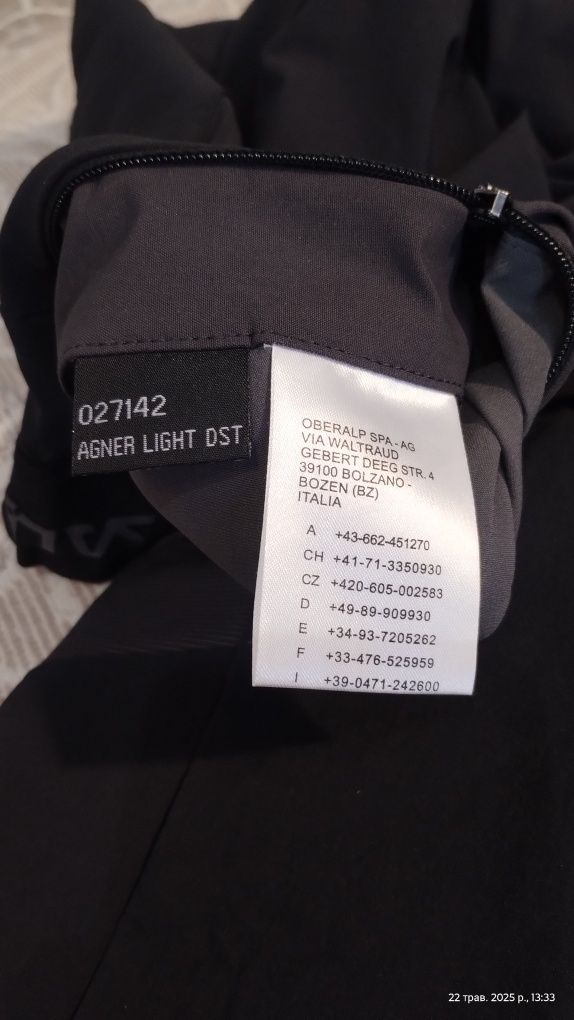 027142
AGNER LIGHT DST
OBERALP SPA - AG
VIA WALTRAUD
GEBERT DEEG STR. 4
39100 BOLZANO -
BOZEN (BZ)
ITALIA
A +43-662-451270
CH +41-71-3350930
CZ +420-605-002583
D +49-89-909930
E +34-93-7205262
F +33-476-525959
I +39-0471-242600
22 трав. 2025 р., 13:33